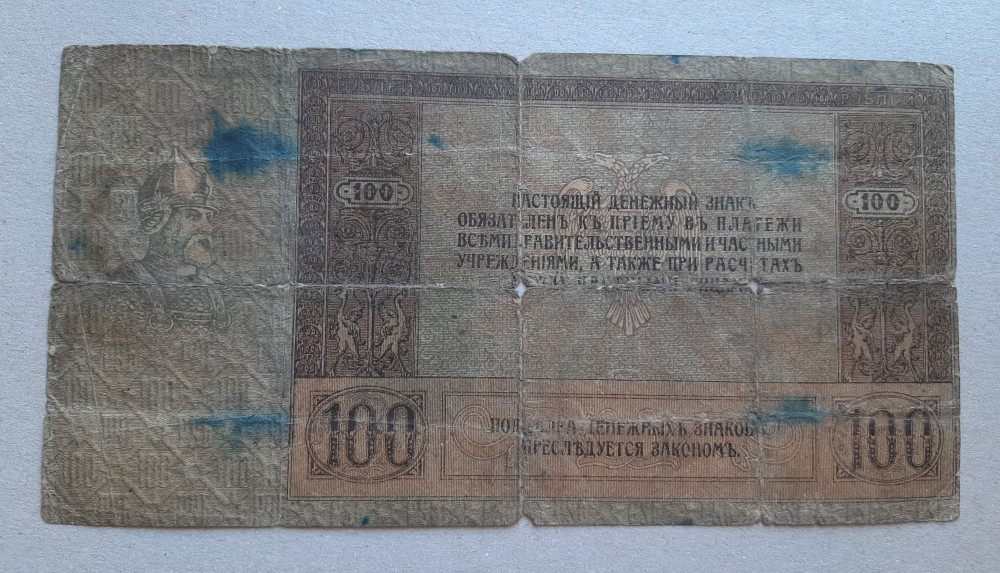 100
100
НАСТОЯЩІЙ ДЕНЕЖНЫЙ ЗНАКЪ
ОБЯЗАТЕЛЕНЪ КЪ ПРІЕМУ ВЪ ПЛАТЕЖИ
ВСѢМИ ПРАВИТЕЛЬСТВЕННЫМИ И ЧАСТНЫМИ
УЧРЕЖДЕНІЯМИ, А ТАКЖЕ ПРИ РАСЧЕТАХЪ
100
ПОДДѢЛКА ДЕНЕЖНЫХЪ ЗНАКОВЪ
ПРЕСЛѢДУЕТСЯ ЗАКОНОМЪ.
100